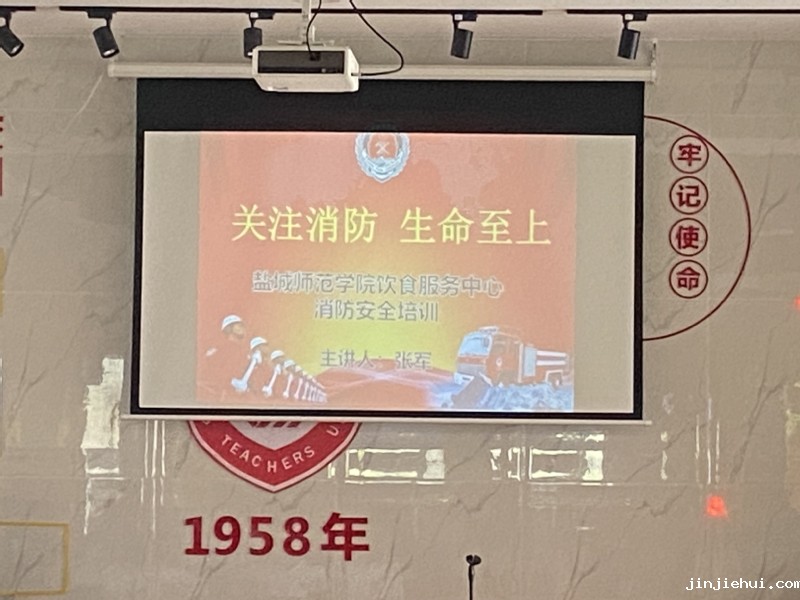 关注消防 生命至上
盐城师范学院饮食服务中心
消防安全培训
主讲人：张军
牢
记
使
命
TEACHERS U
1958年
jinjiehui.com